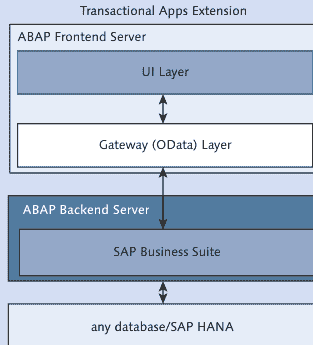 Transactional Apps Extension
ABAP Frontend Server
UI Layer
Gateway (OData) Layer
ABAP Backend Server
SAP Business Suite
any database/SAP HANA